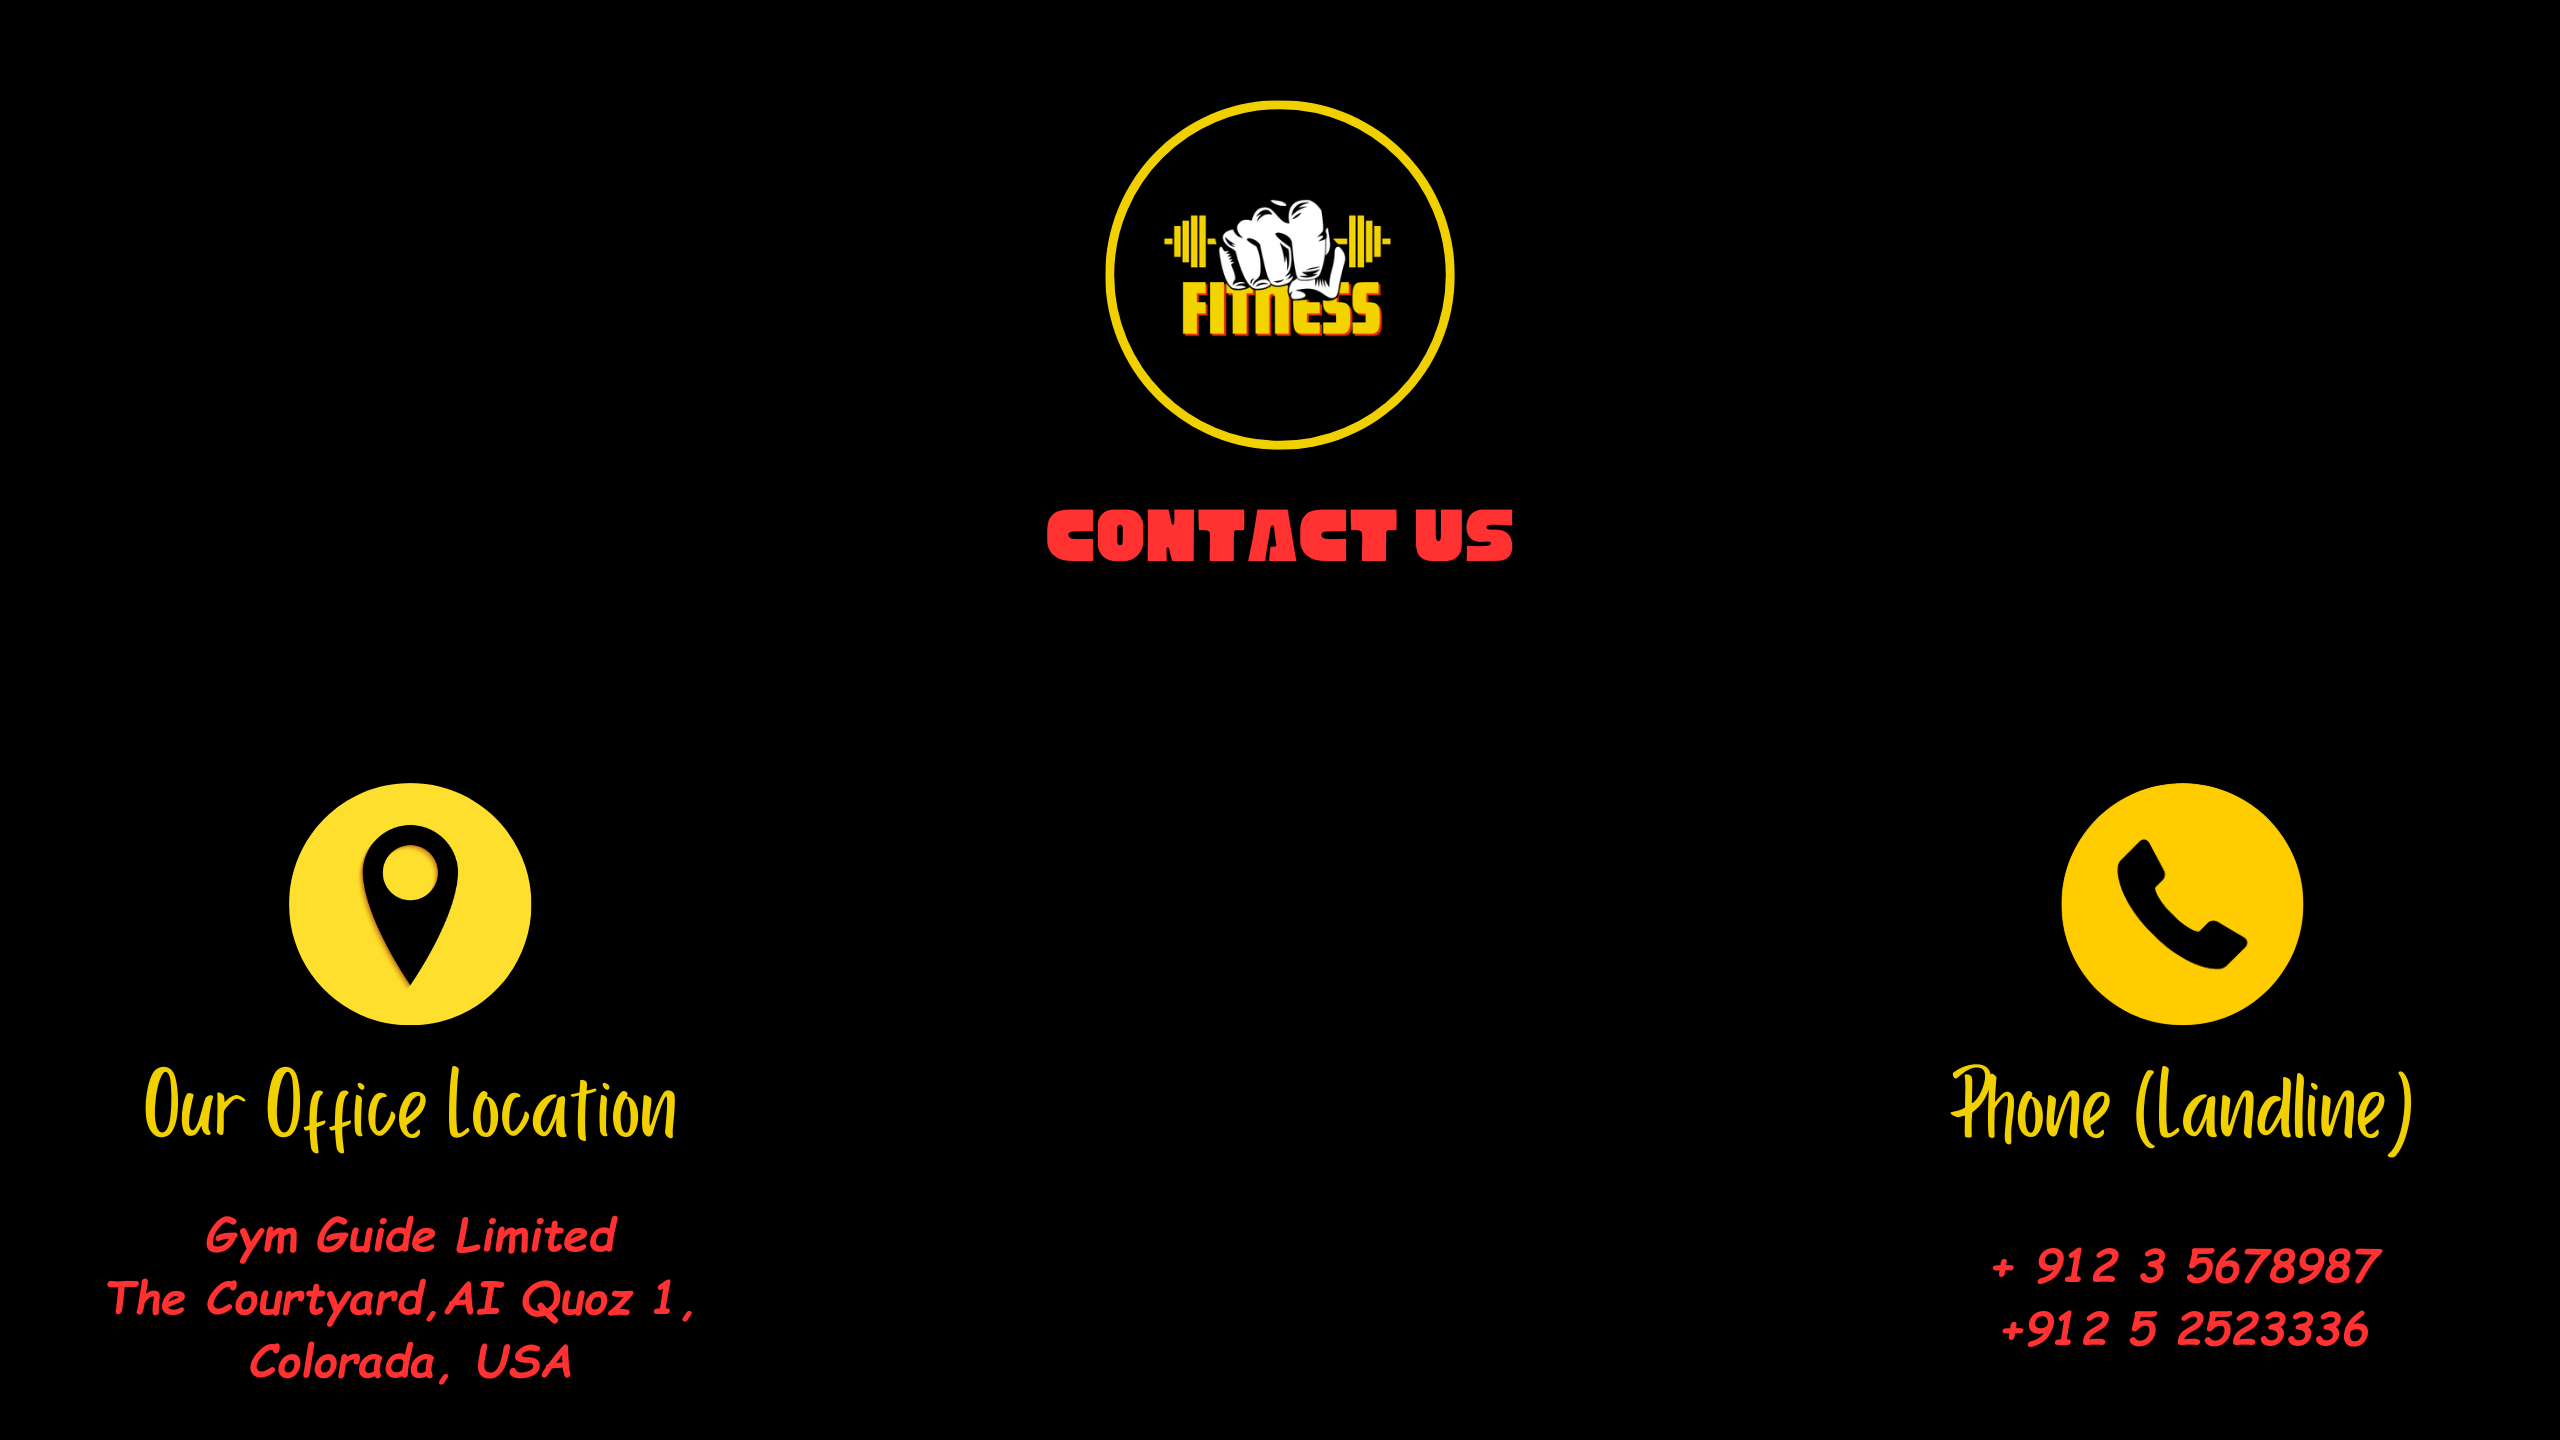 FITNESS
CONTACT US
Our Office Location
Gym Guide Limited
The Courtyard,AI Quoz 1,
Colorada, USA
Phone (Landline)
+ 912 3 5678987
+912 5 2523336